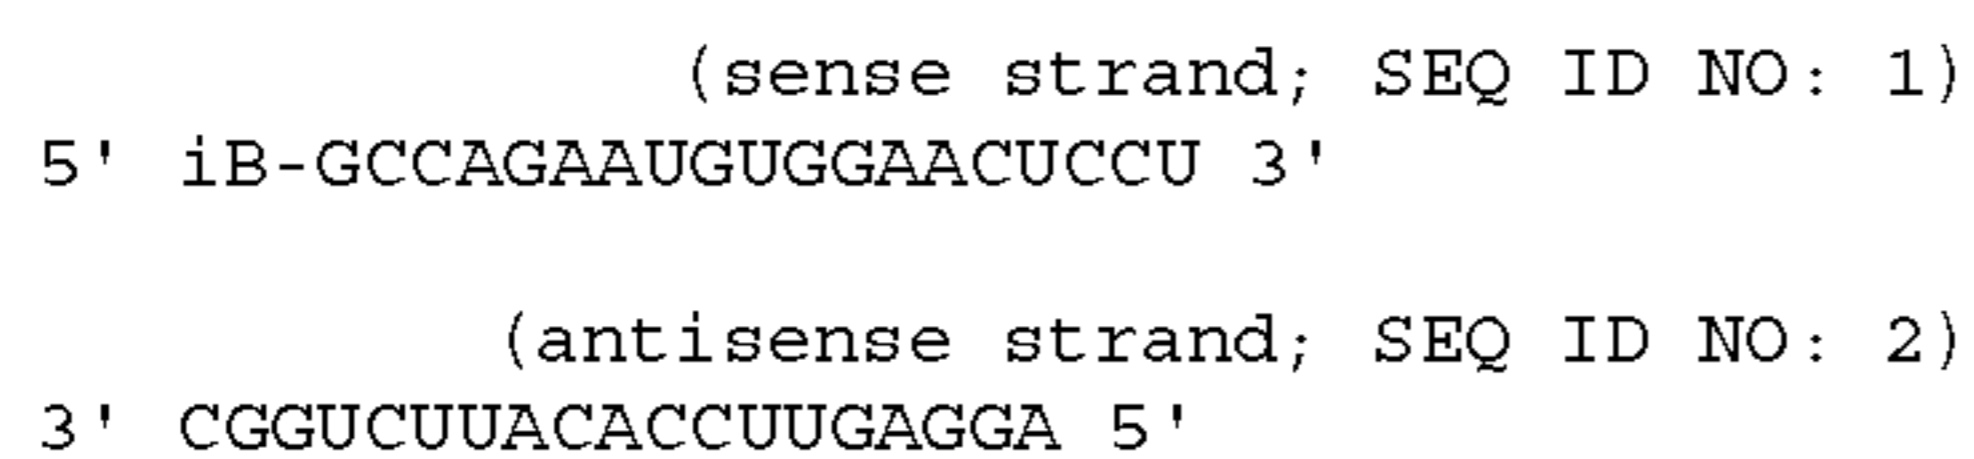 (sense strand; SEQ ID NO: 1)
5' iB-GCCAGAAUGUGGAACUCCU 3'
(antisense strand; SEQ ID NO: 2)
3' CGGUCUUACACCUUGAGGA 5'